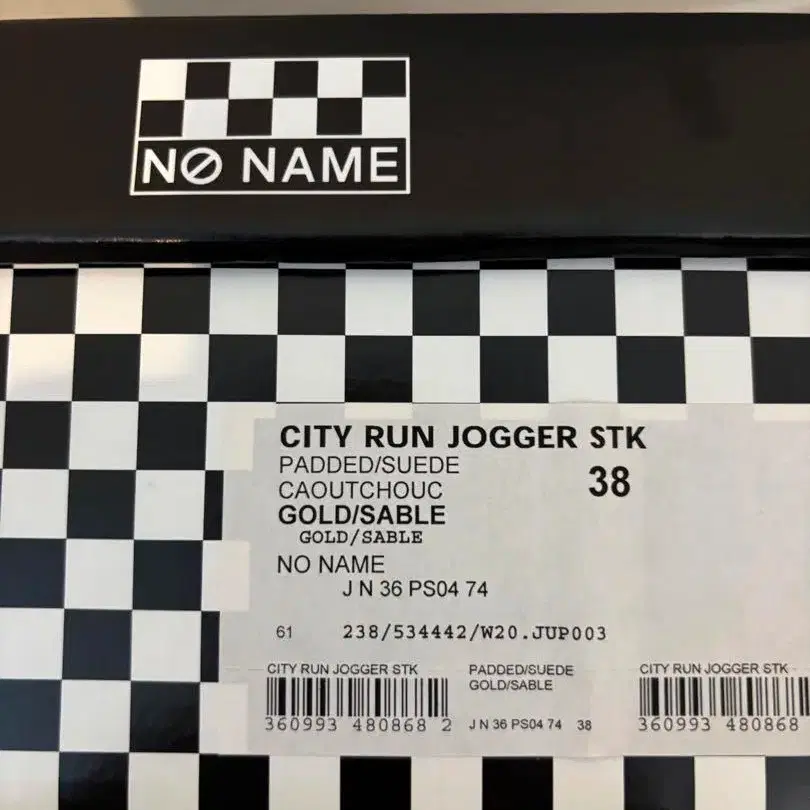 NO NAME
CITY RUN JOGGER STK
PADDED/SUEDE
38
CAOUTCHOUC
GOLD/SABLE
GOLD/SABLE
NO NAME
J N 36 PS04 74
61 238/534442/W20.JUP003
CITY RUN JOGGER STK PADDED/SUEDE CITY RUN JOGGER STK
GOLD/SABLE
360993 480868 2 J N 36 PS04 74 38 360993 480868